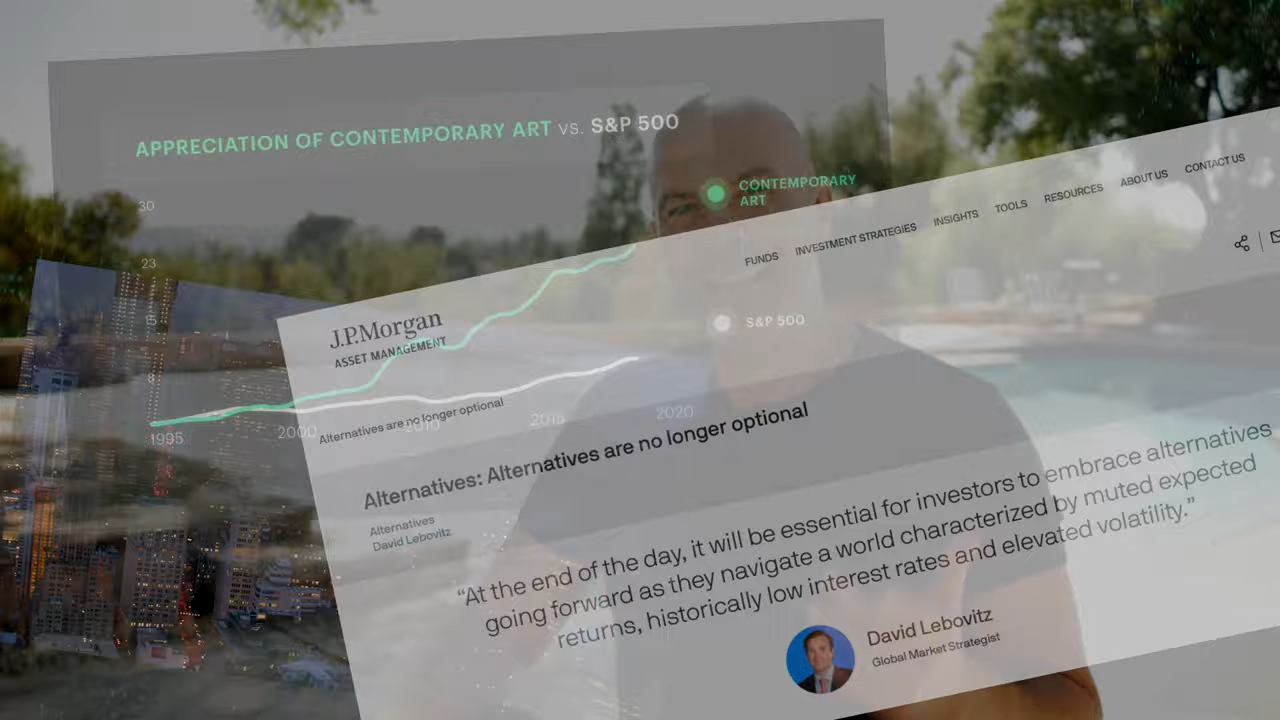 APPRECIATION OF CONTEMPORARY ART VS. S&P 500
30
CONTEMPORARY
ART
23
15
8
S&P 500
1995
2000
2010
2015
2020
FUNDS INVESTMENT STRATEGIES INSIGHTS TOOLS RESOURCES ABOUT US CONTACT US
J.P.Morgan
ASSET MANAGEMENT
Alternatives are no longer optional
Alternatives: Alternatives are no longer optional
Alternatives
David Lebovitz
“At the end of the day, it will be essential for investors to embrace alternatives
going forward as they navigate a world characterized by muted expected
returns, historically low interest rates and elevated volatility.”
David Lebovitz
Global Market Strategist